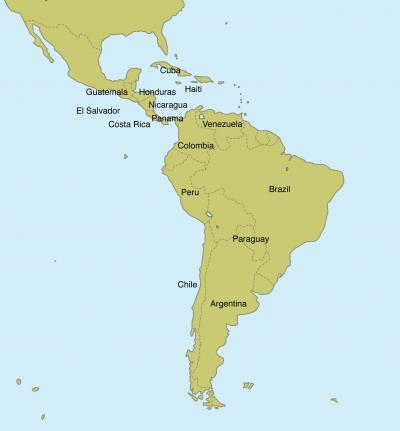 Cuba
Haiti
Guatemala
Honduras
Nicaragua
El Salvador
Panama
Costa Rica
Venezuela
Colombia
Brazil
Peru
Paraguay
Chile
Argentina